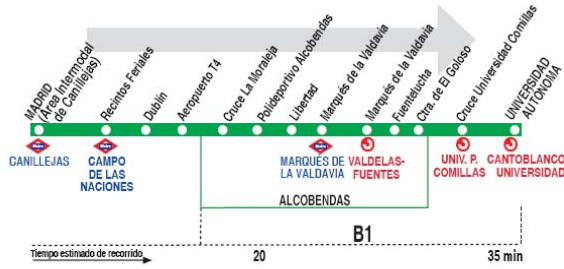 MADRID
(Área Intermodal
de Canillejas)
Recintos Feriales
Dublín
Aeropuerto T4
Cruce La Moraleja
Polideportivo Alcobendas
Libertad
Marqués de la Valdavia
Marqués de la Valdavia
Fuentelucha
Ctra. de El Goloso
Cruce Universidad Comillas
UNIVERSIDAD
AUTÓNOMA
Metro
CANILLEJAS
Metro
CAMPO
DE LAS
NACIONES
Metro
MARQUÉS DE
LA VALDAVIA
VALDELAS-
FUENTES
UNIV. P.
COMILLAS
CANTOBLANCO
UNIVERSIDAD
ALCOBENDAS
B1
Tiempo estimado de recorrido
20
35 min